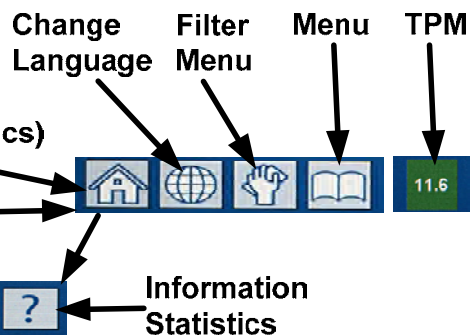 Change Language
Filter Menu
Menu
TPM
cs)
11.6
?
Information
Statistics